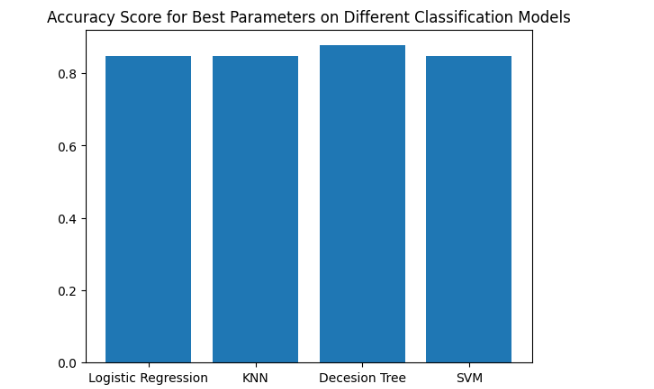 Accuracy Score for Best Parameters on Different Classification Models
0.8
0.6
0.4
0.2
0.0
Logistic Regression KNN Decesion Tree SVM